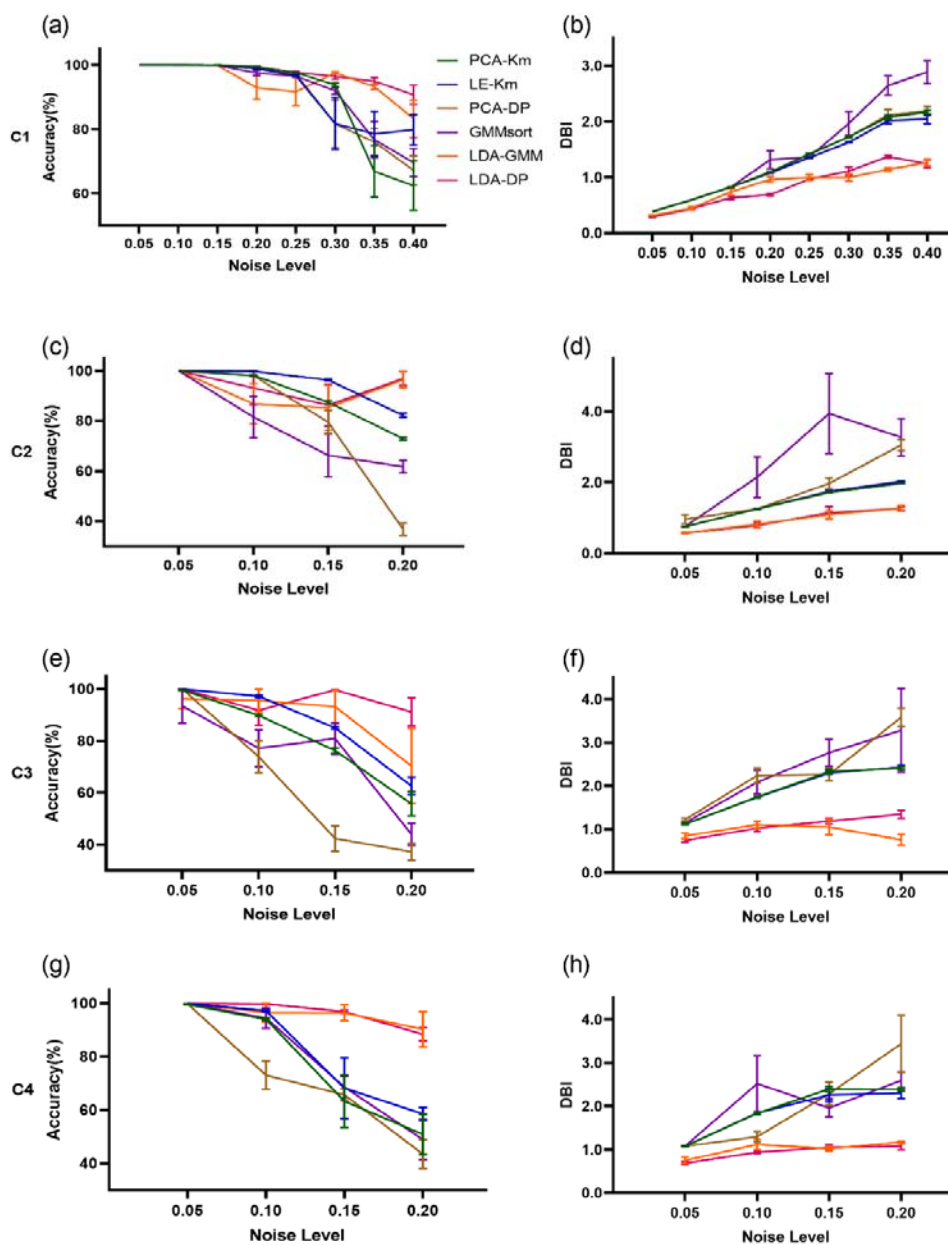 (a)
C1
Accuracy(%)
100
80
60
0.05 0.10 0.15 0.20 0.25 0.30 0.35 0.40
Noise Level
PCA-Km
LE-Km
PCA-DP
GMMsort
LDA-GMM
LDA-DP
(b)
DBI
3.0
2.0
1.0
0.0
0.05 0.10 0.15 0.20 0.25 0.30 0.35 0.40
Noise Level
(c)
C2
Accuracy(%)
100
80
60
40
0.05 0.10 0.15 0.20
Noise Level
(d)
DBI
4.0
2.0
0.0
0.05 0.10 0.15 0.20
Noise Level
(e)
C3
Accuracy(%)
100
80
60
40
0.05 0.10 0.15 0.20
Noise Level
(f)
DBI
4.0
3.0
2.0
1.0
0.0
0.05 0.10 0.15 0.20
Noise Level
(g)
C4
Accuracy(%)
100
80
60
40
0.05 0.10 0.15 0.20
Noise Level
(h)
DBI
4.0
3.0
2.0
1.0
0.0
0.05 0.10 0.15 0.20
Noise Level